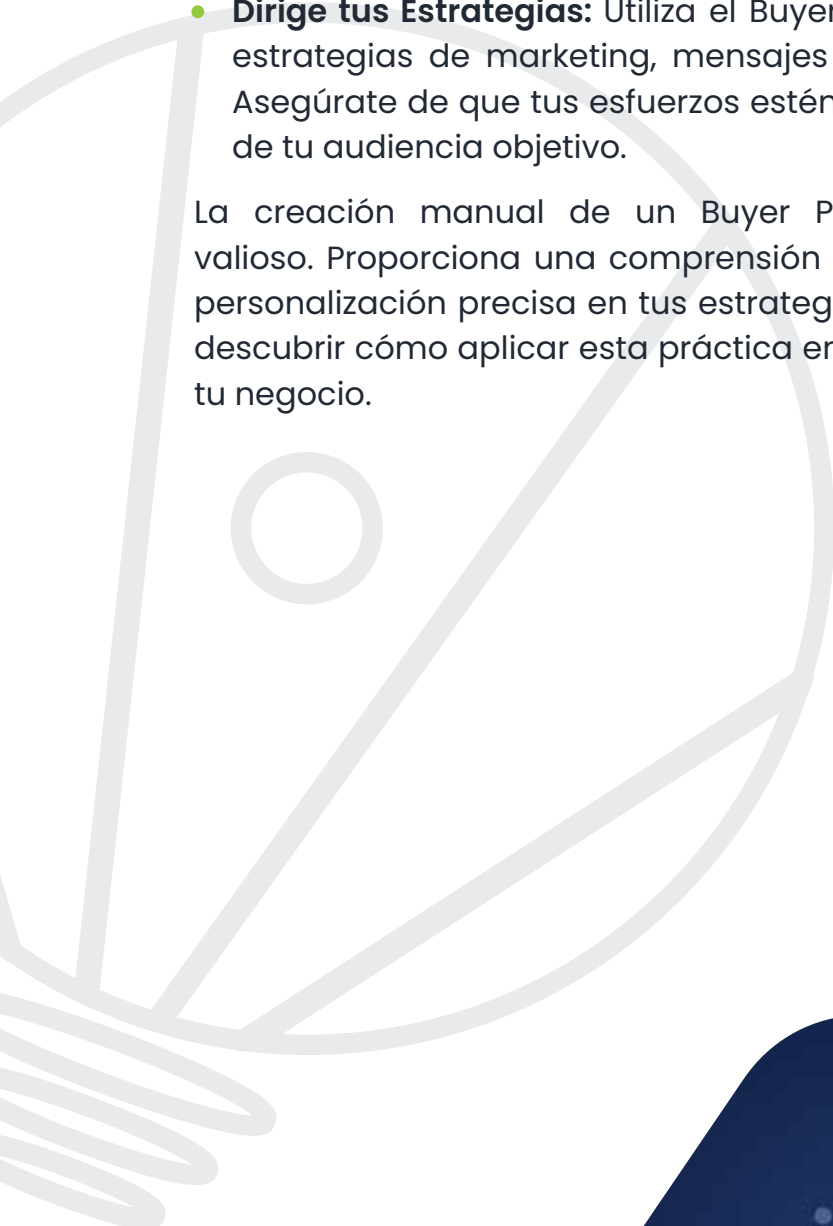 Dirige tus Estrategias: Utiliza el Buyer
estrategias de marketing, mensajes
Asegúrate de que tus esfuerzos estén
de tu audiencia objetivo.
La creación manual de un Buyer P
valioso. Proporciona una comprensión
personalización precisa en tus estrateg
descubrir cómo aplicar esta práctica en
tu negocio.